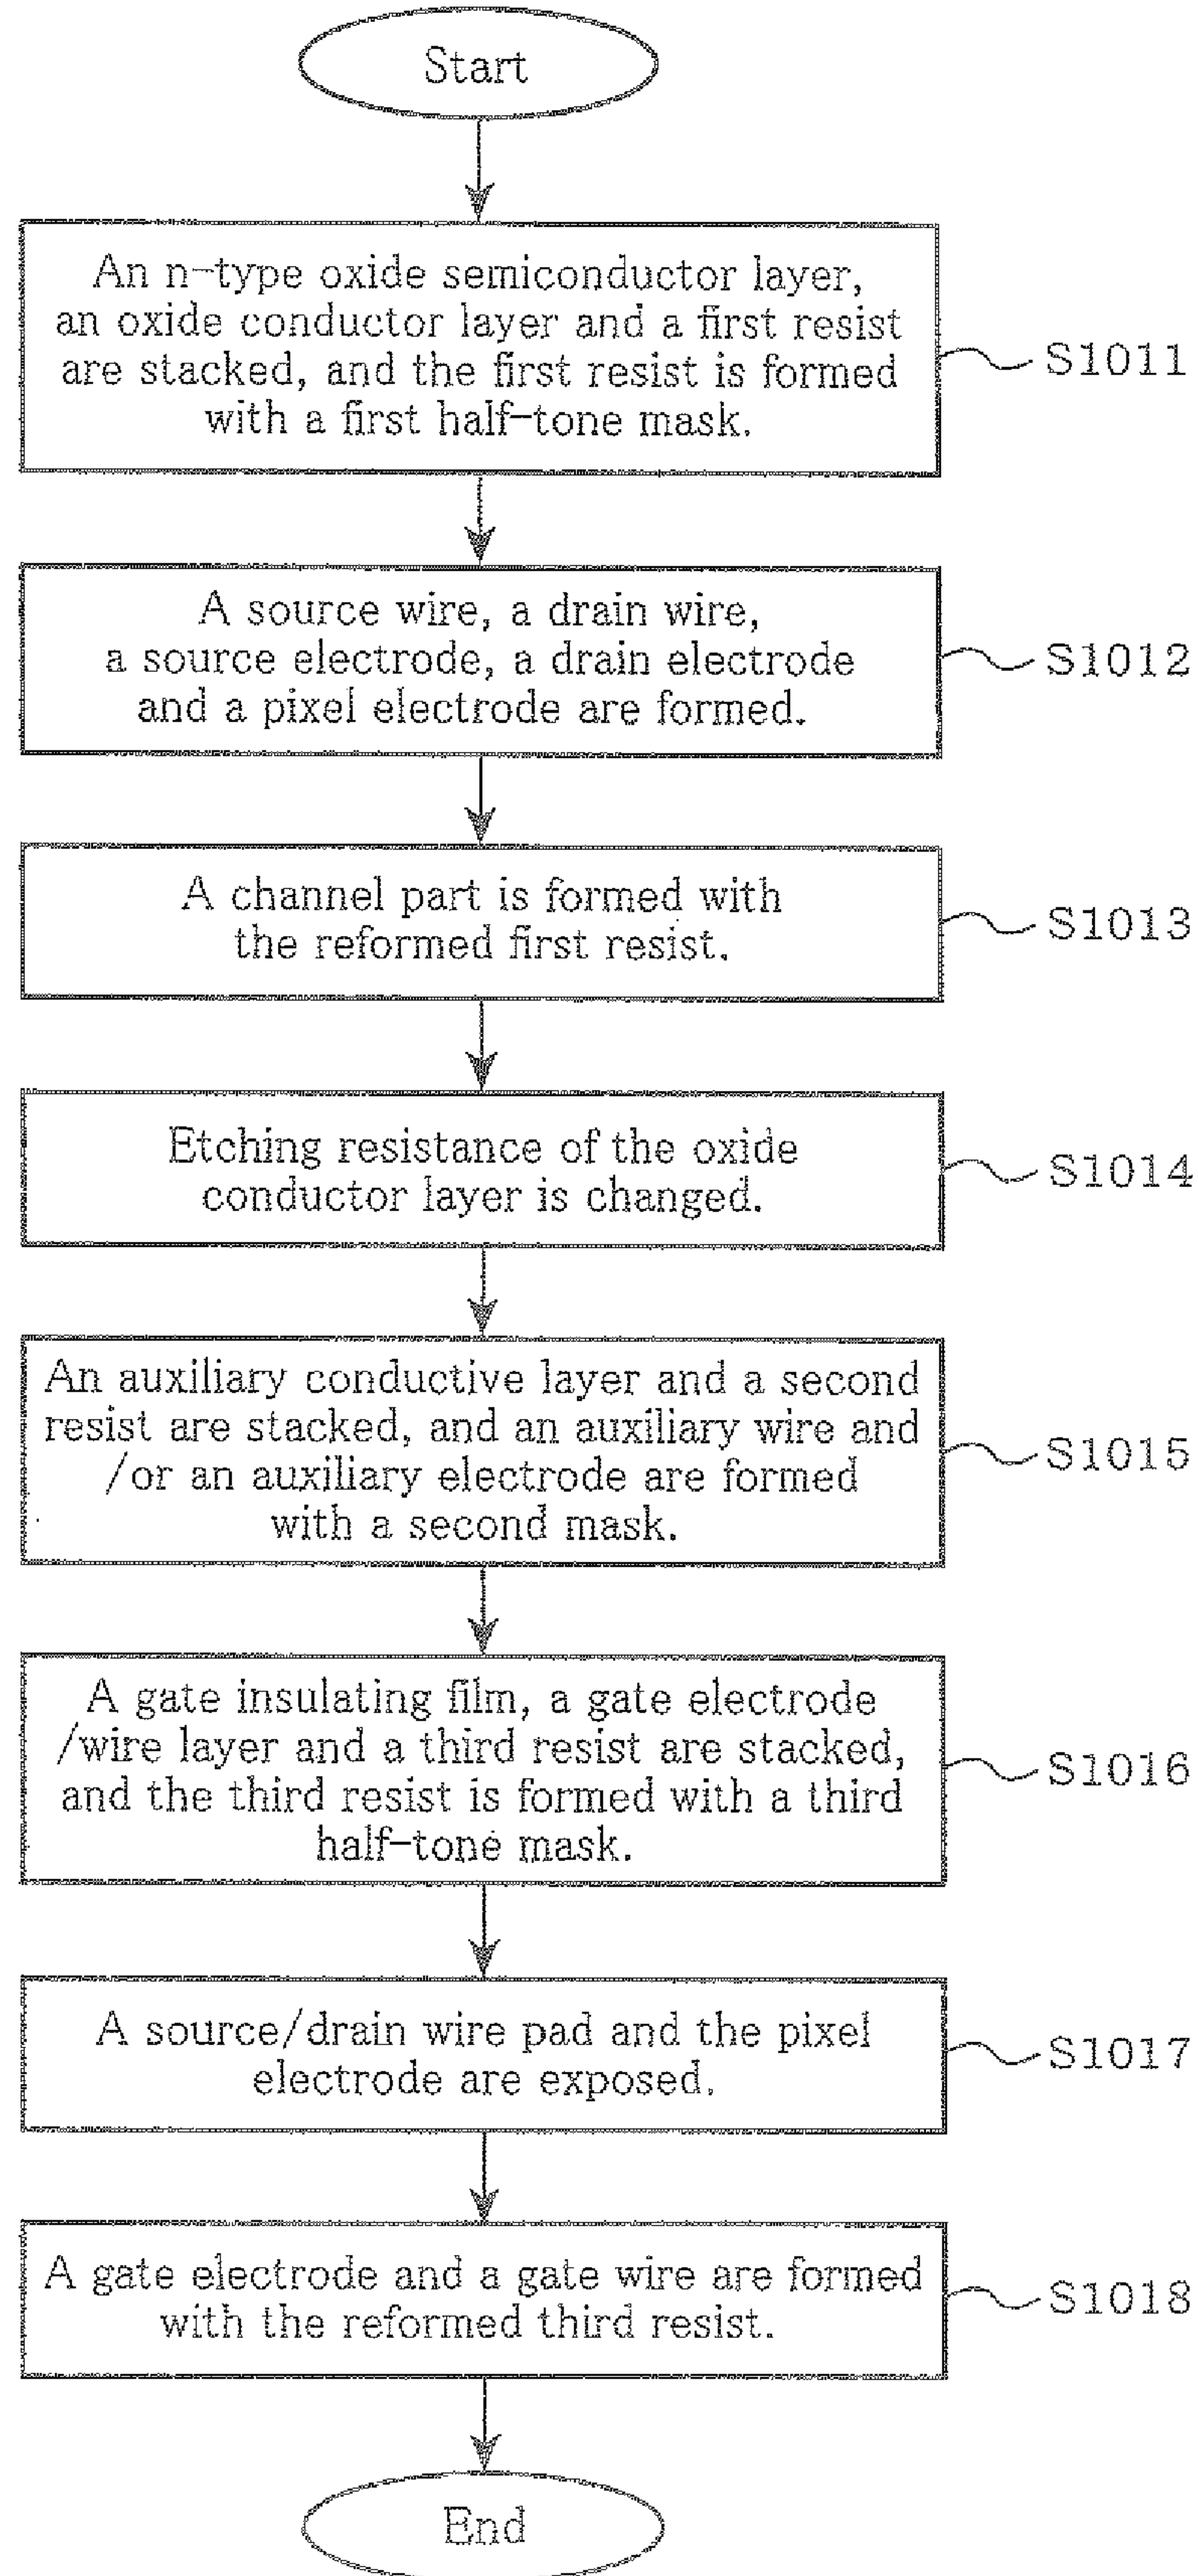 Start
An n-type oxide semiconductor layer,
an oxide conductor layer and a first resist
are stacked, and the first resist is formed
with a first half-tone mask.
S1011
A source wire, a drain wire,
a source electrode, a drain electrode
and a pixel electrode are formed.
S1012
A channel part is formed with
the reformed first resist.
S1013
Etching resistance of the oxide
conductor layer is changed.
S1014
An auxiliary conductive layer and a second
resist are stacked, and an auxiliary wire and
/or an auxiliary electrode are formed
with a second mask.
S1015
A gate insulating film, a gate electrode
/wire layer and a third resist are stacked,
and the third resist is formed with a third
half-tone mask.
S1016
A source/drain wire pad and the pixel
electrode are exposed.
S1017
A gate electrode and a gate wire are formed
with the reformed third resist.
S1018
End